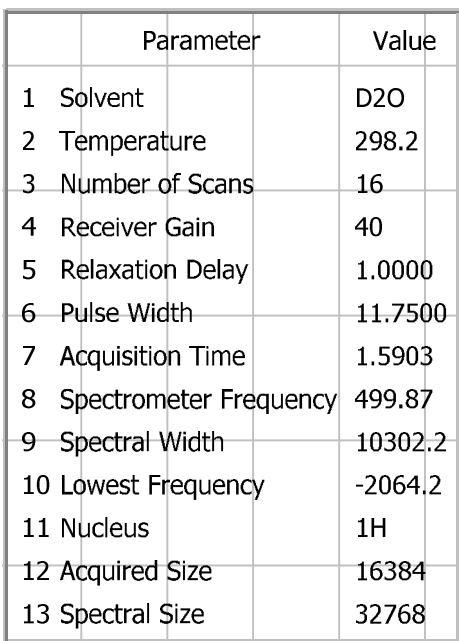 Parameter Value
1 Solvent D2O
2 Temperature 298.2
3 Number of Scans 16
4 Receiver Gain 40
5 Relaxation Delay 1.0000
6 Pulse Width 11.7500
7 Acquisition Time 1.5903
8 Spectrometer Frequency 499.87
9 Spectral Width 10302.2
10 Lowest Frequency -2064.2
11 Nucleus 1H
12 Acquired Size 16384
13 Spectral Size 32768